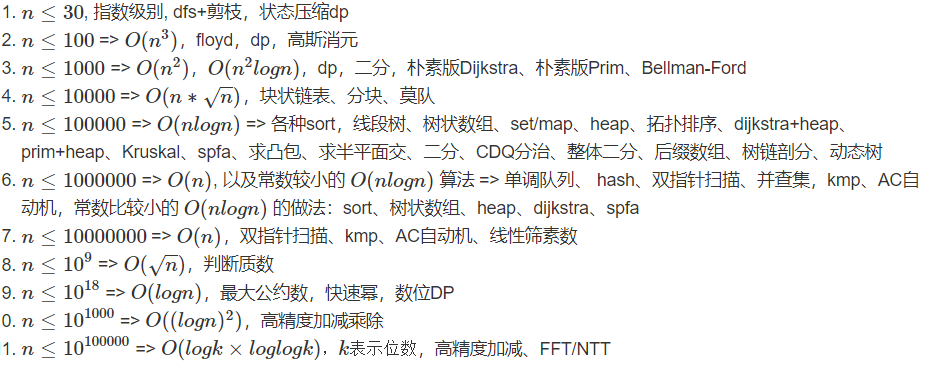 1. n ≤ 30, 指数级别, dfs+剪枝，状态压缩dp
2. n ≤ 100 => O(n³)，floyd，dp，高斯消元
3. n ≤ 1000 => O(n²)，O(n²logn)，dp，二分，朴素版Dijkstra、朴素版Prim、Bellman-Ford
4. n ≤ 10000 => O(n * √n)，块状链表、分块、莫队
5. n ≤ 100000 => O(nlogn) => 各种sort，线段树、树状数组、set/map、heap、拓扑排序、dijkstra+heap、
prim+heap、Kruskal、spfa、求凸包、求半平面交、二分、CDQ分治、整体二分、后缀数组、树链剖分、动态树
6. n ≤ 1000000 => O(n), 以及常数较小的 O(nlogn) 算法 => 单调队列、 hash、双指针扫描、并查集，kmp、AC自
动机，常数比较小的 O(nlogn) 的做法：sort、树状数组、heap、dijkstra、spfa
7. n ≤ 10000000 => O(n)，双指针扫描、kmp、AC自动机、线性筛素数
8. n ≤ 10⁹ => O(√n)，判断质数
9. n ≤ 10¹⁸ => O(logn)，最大公约数，快速幂，数位DP
0. n ≤ 10¹⁰⁰⁰ => O((logn)²)，高精度加减乘除
1. n ≤ 10¹⁰⁰⁰⁰⁰ => O(logk × loglogk)，k表示位数，高精度加减、FFT/NTT